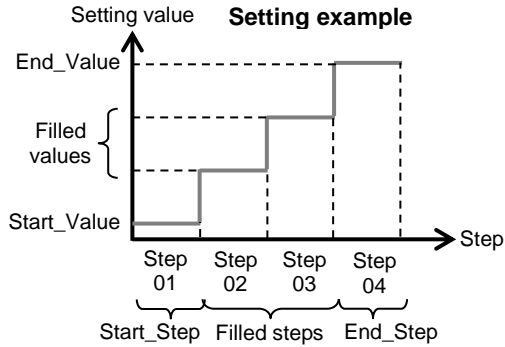 Setting value
Setting example
End_Value
Filled
values
Start_Value
Step
Step
01
Step
02
Step
03
Step
04
Start_Step
Filled steps
End_Step